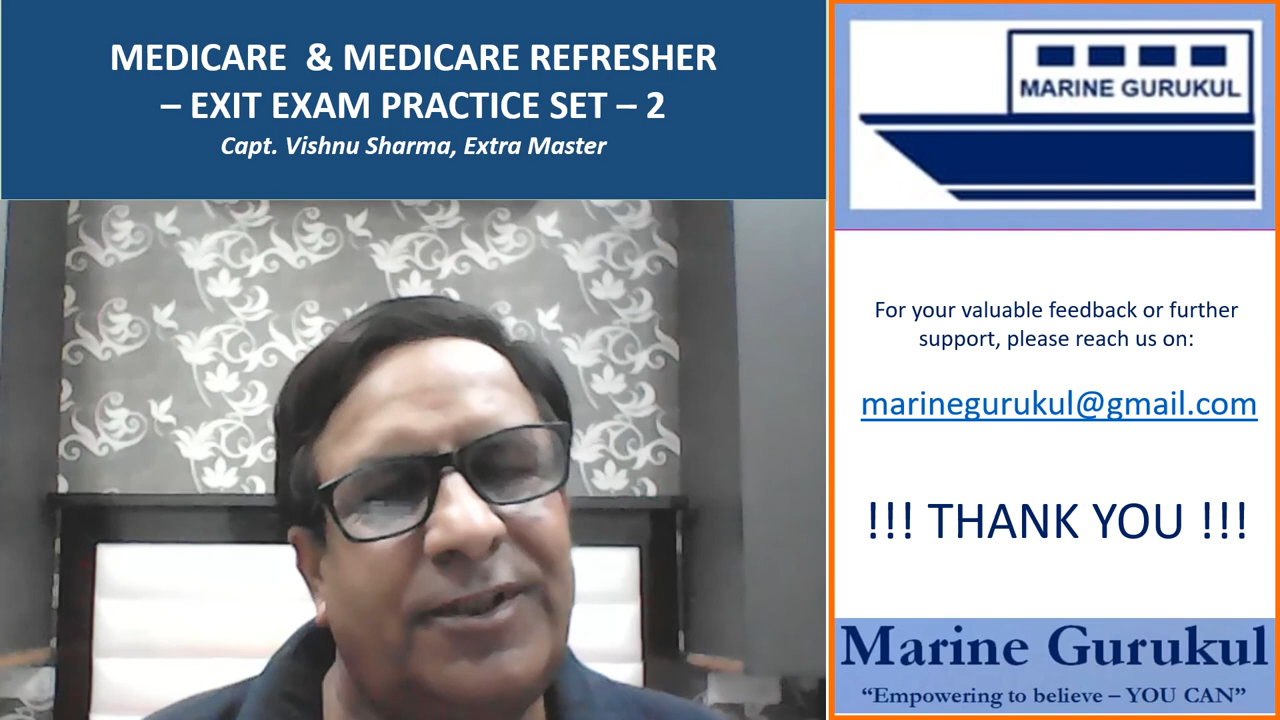 MEDICARE & MEDICARE REFRESHER
– EXIT EXAM PRACTICE SET – 2
Capt. Vishnu Sharma, Extra Master
MARINE GURUKUL
For your valuable feedback or further
support, please reach us on:
marinegurukul@gmail.com
!!! THANK YOU !!!
Marine Gurukul
“Empowering to believe – YOU CAN”